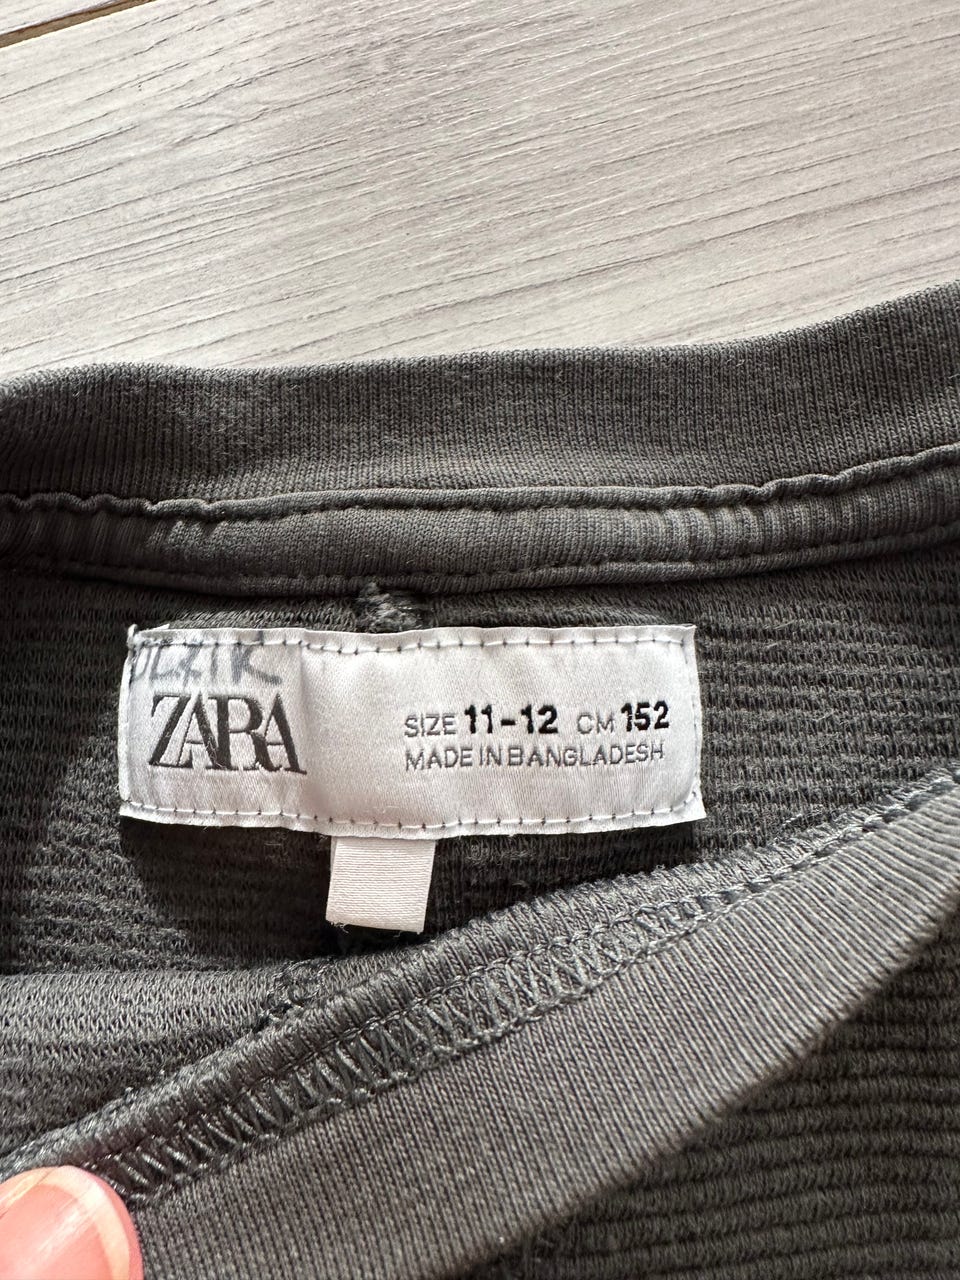 ZARA
SIZE 11-12 CM 152
MADE IN BANGLADESH